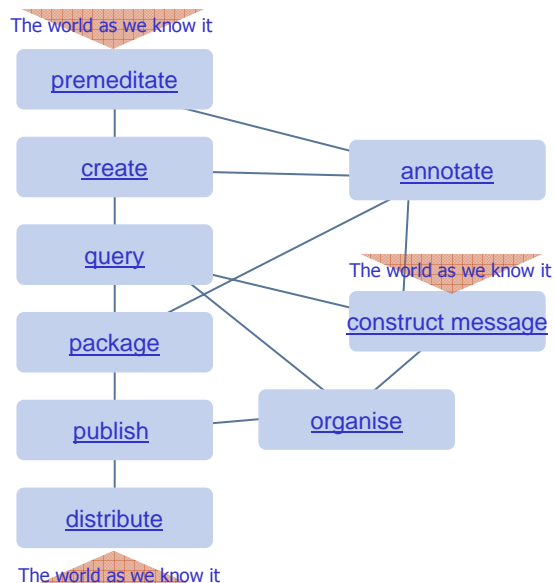 The world as we know it
premeditate
create
annotate
query
The world as we know it
construct message
package
organise
publish
distribute
The world as we know it